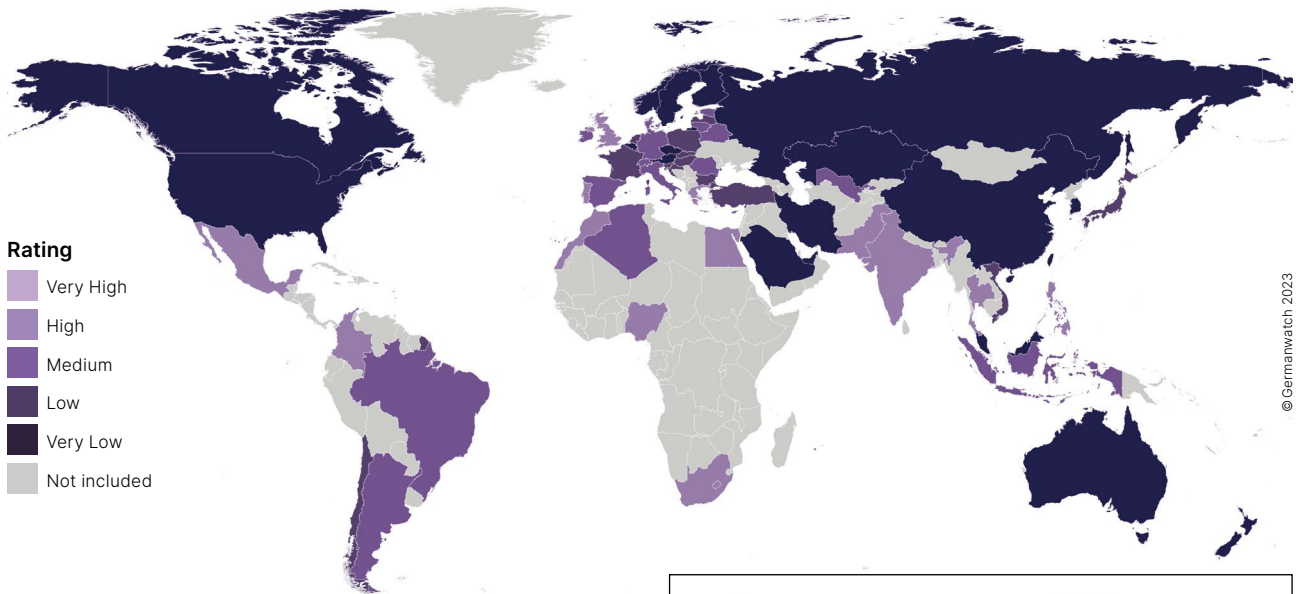 Rating
Very High
High
Medium
Low
Very Low
Not included
© Germanwatch 2023